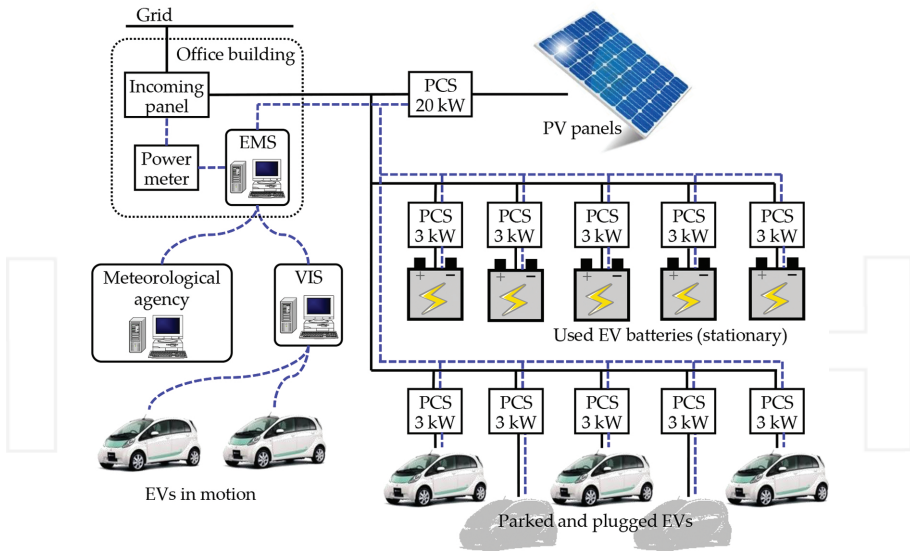 Grid
Office building
Incoming
panel
PCS
20 kW
PV panels
EMS
Power
meter
PCS
3 kW
PCS
3 kW
PCS
3 kW
PCS
3 kW
PCS
3 kW
+ −
+ −
+ −
+ −
+ −
Used EV batteries (stationary)
Meteorological
agency
VIS
PCS
3 kW
PCS
3 kW
PCS
3 kW
PCS
3 kW
PCS
3 kW
EVs in motion
Parked and plugged EVs